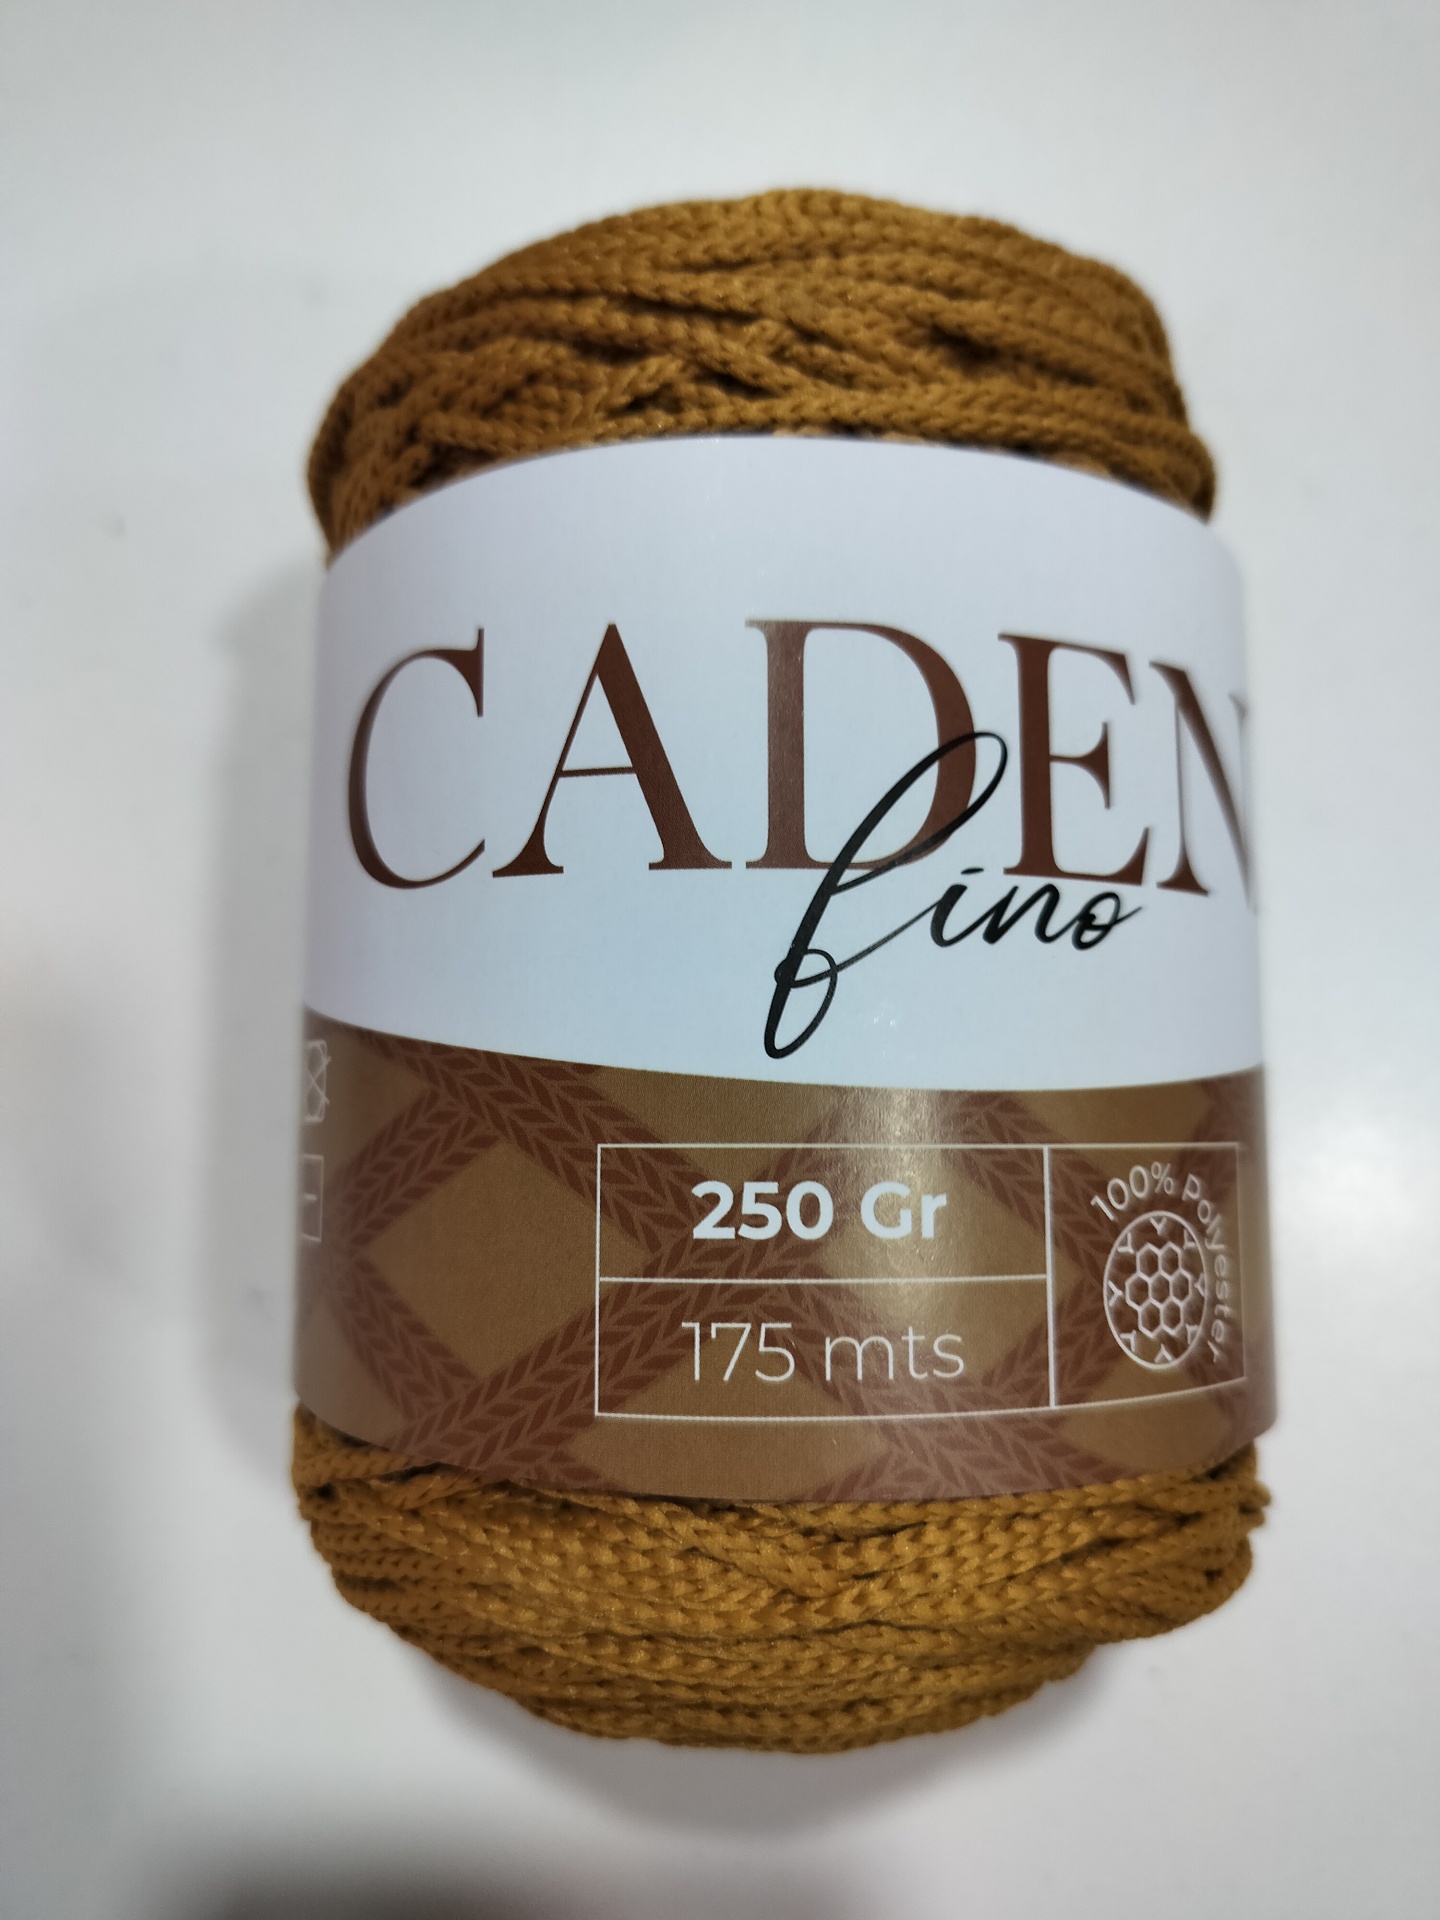 CADEN
fino
250 Gr
175 mts
100% Polyester